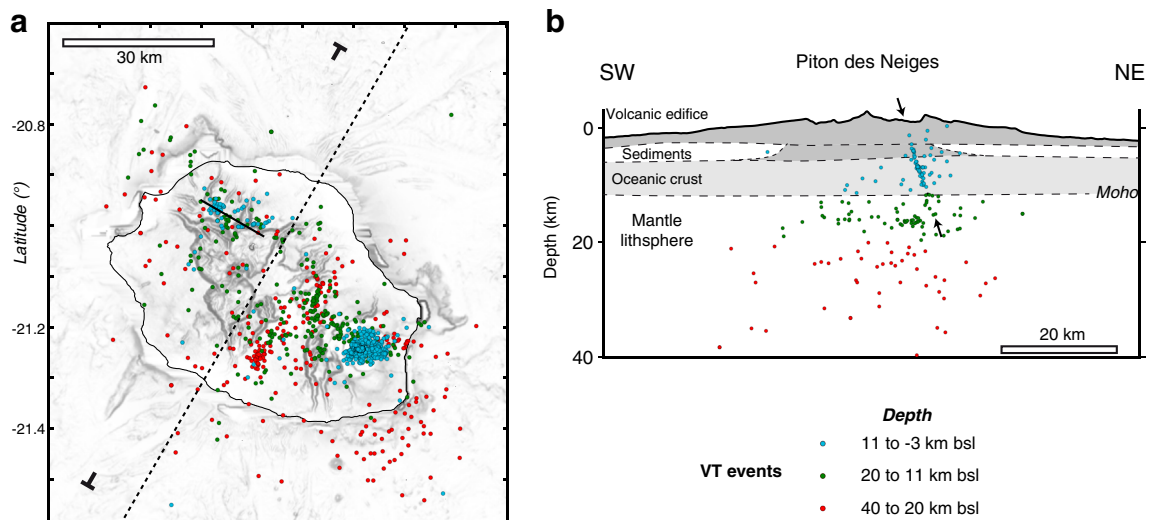 a
30 km
-20.8
-21.2
-21.4
Latitude (°)
b
Piton des Neiges
SW
NE
Volcanic edifice
Sediments
Oceanic crust
Moho
Mantle
lithsphere
0
20
40
Depth (km)
20 km
Depth
VT events
11 to -3 km bsl
20 to 11 km bsl
40 to 20 km bsl